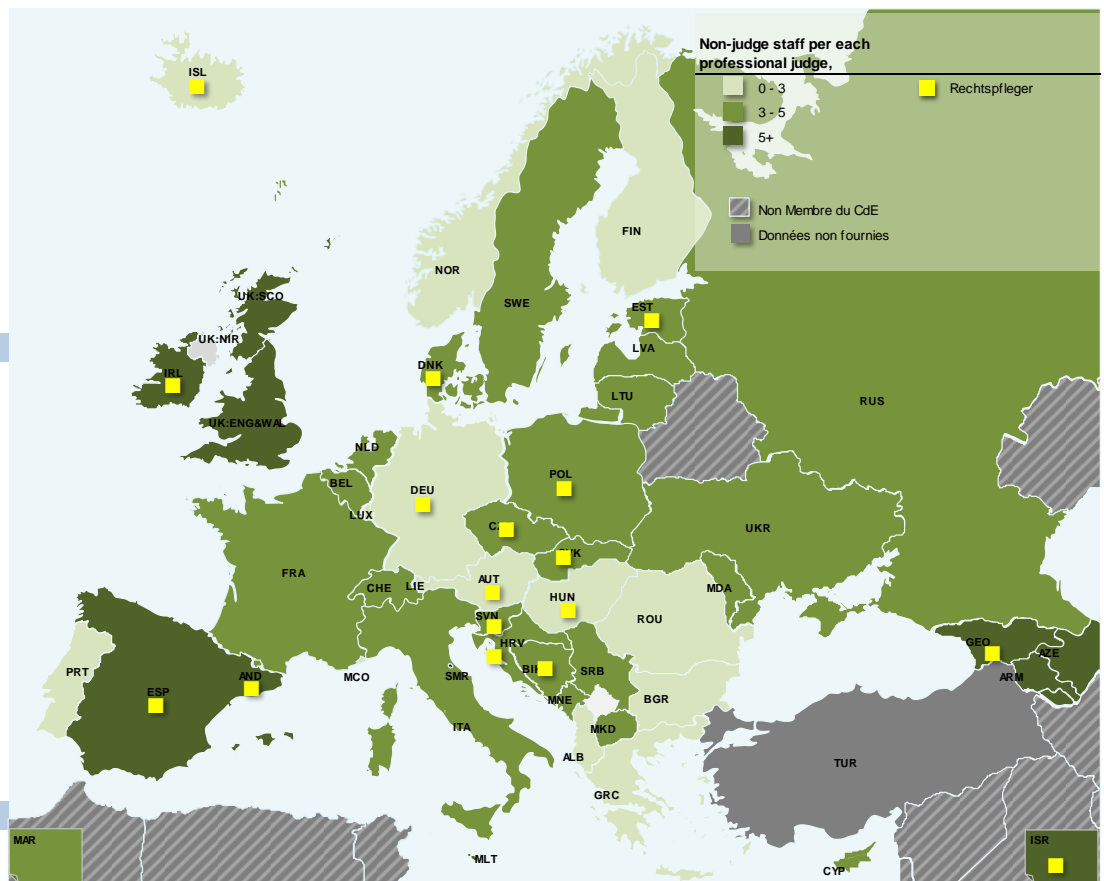 Non-judge staff per each
professional judge,
0 - 3
Rechtspfleger
3 - 5
5+
Non Membre du CdE
Données non fournies
ISL
FIN
NOR
UK:SCO
SWE
EST
UK:NIR
LVA
DNK
IRL
LTU
RUS
UK:ENG&WAL
NLD
POL
BEL
DEU
LUX
UKR
FRA
AUT
CHE
LIE
MDA
HUN
SVN
ROU
HRV
GEO
AZE
PRT
AND
MCO
SMR
SRB
ARM
ESP
MNE
BGR
ITA
MKD
ALB
TUR
GRC
MAR
ISR
MLT
CYP